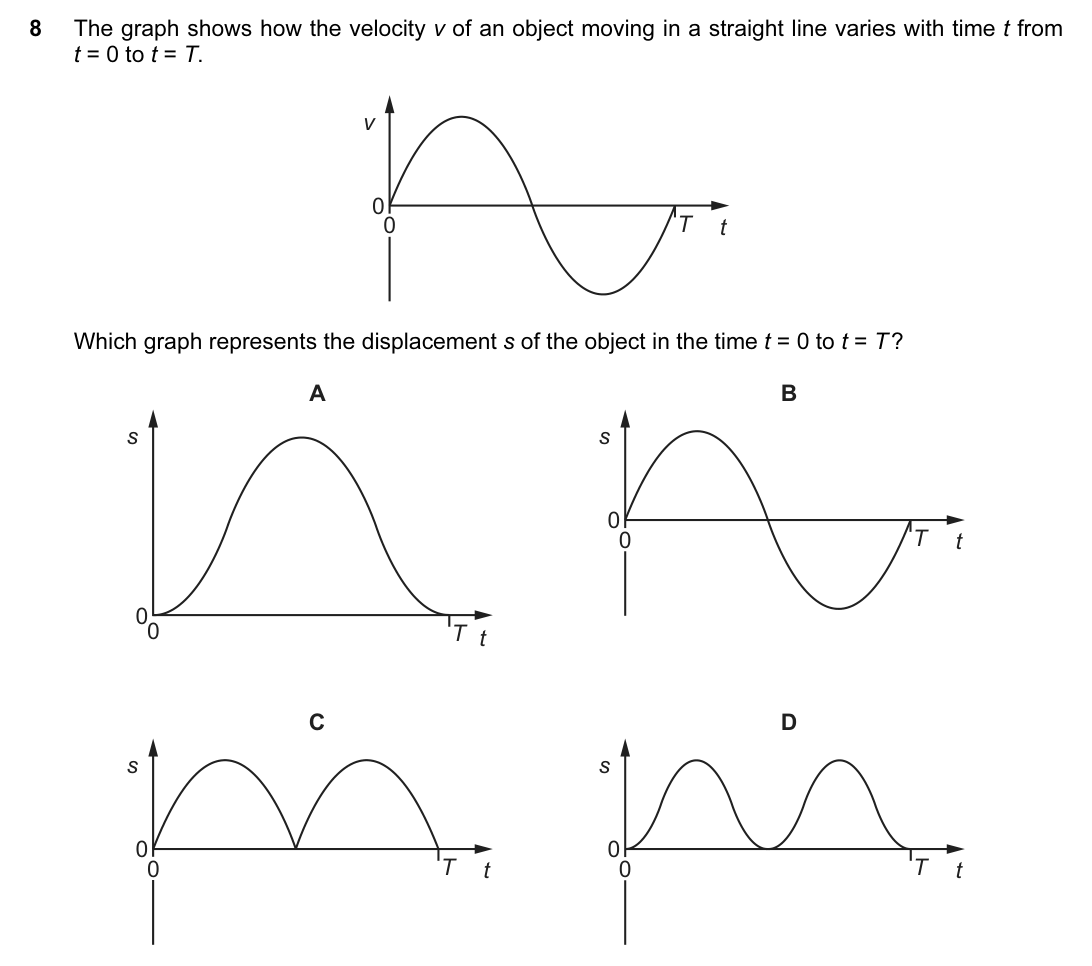 8 The graph shows how the velocity v of an object moving in a straight line varies with time t from
t = 0 to t = T.
v
0
0
T t
Which graph represents the displacement s of the object in the time t = 0 to t = T?
A
s
0
0
T t
B
s
0
0
T t
C
s
0
0
T t
D
s
0
0
T t